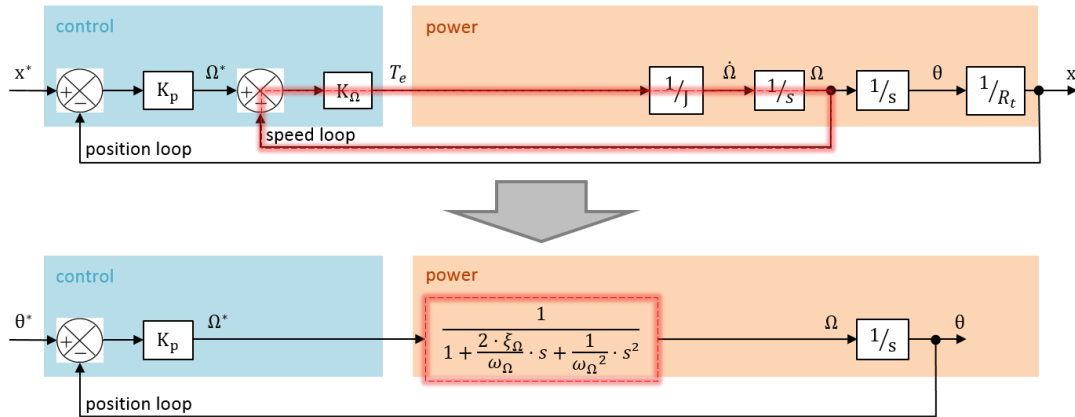 control
power
x* + − Kp Ω* + − KΩ Te 1/J Ω̇ 1/s Ω 1/s θ 1/Rt x
speed loop
position loop
control
power
θ* + − Kp Ω* 1 / (1 + (2 · ξΩ / ωΩ) · s + (1 / ωΩ²) · s²) Ω 1/s θ
position loop